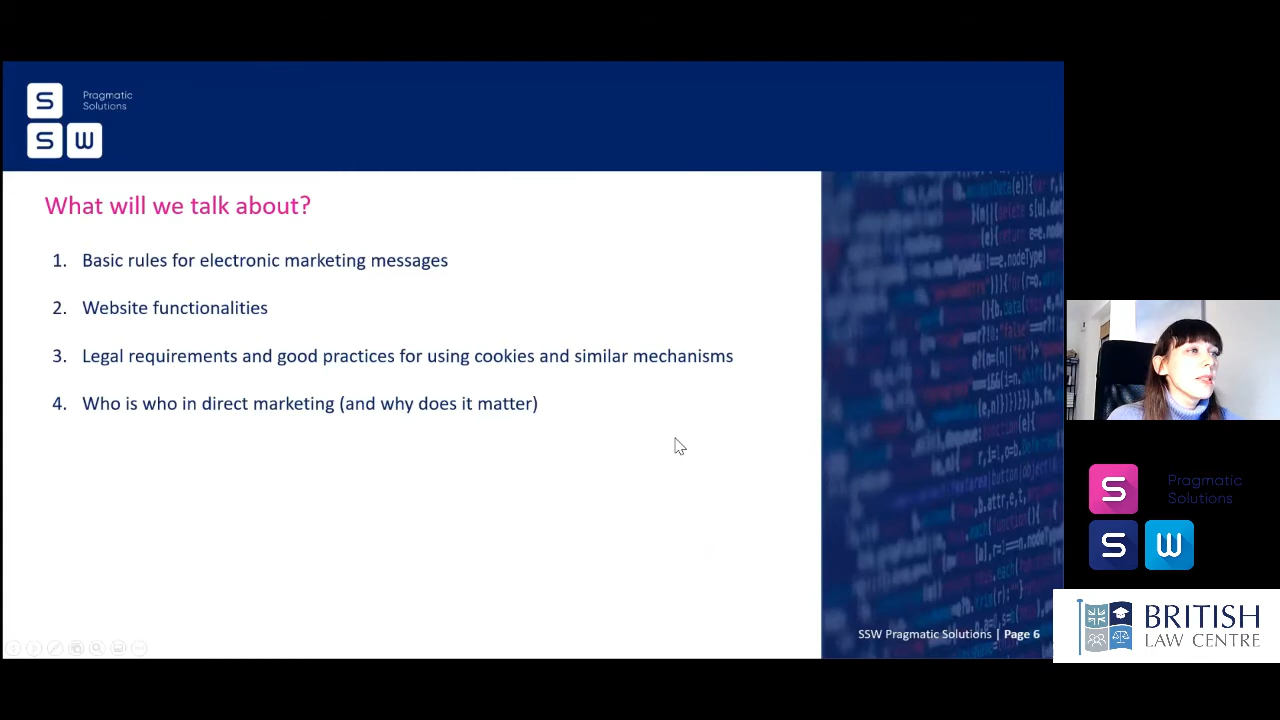 Pragmatic
Solutions
S
S W
What will we talk about?
1. Basic rules for electronic marketing messages
2. Website functionalities
3. Legal requirements and good practices for using cookies and similar mechanisms
4. Who is who in direct marketing (and why does it matter)
SSW Pragmatic Solutions | Page 6
S
Pragmatic
Solutions
S W
BRITISH
LAW CENTRE